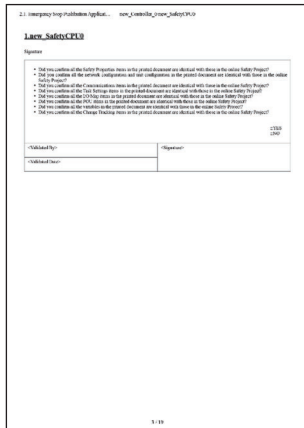 2.1. Emergency Stop Pushbutton Applicat... new_Controller_0 new_SafetyCPU0
1.new_SafetyCPU0
Signature
• Did you confirm all the Safety Properties items in the printed document are identical with those in the online Safety Project?
• Did you confirm all the network configuration and unit configuration in the printed document are identical with those in the online
Safety Project?
• Did you confirm all the Communications items in the printed document are identical with those in the online Safety Project?
• Did you confirm all the Task Settings items in the printed document are identical with those in the online Safety Project?
• Did you confirm all the I/O Map items in the printed document are identical with those in the online Safety Project?
• Did you confirm all the POU items in the printed document are identical with those in the online Safety Project?
• Did you confirm all the variables in the printed document are identical with those in the online Safety Project?
• Did you confirm all the Change Tracking items in the printed document are identical with those in the online Safety Project?
□YES
□NO
<Validated By>
<Signature>
<Validated Date>